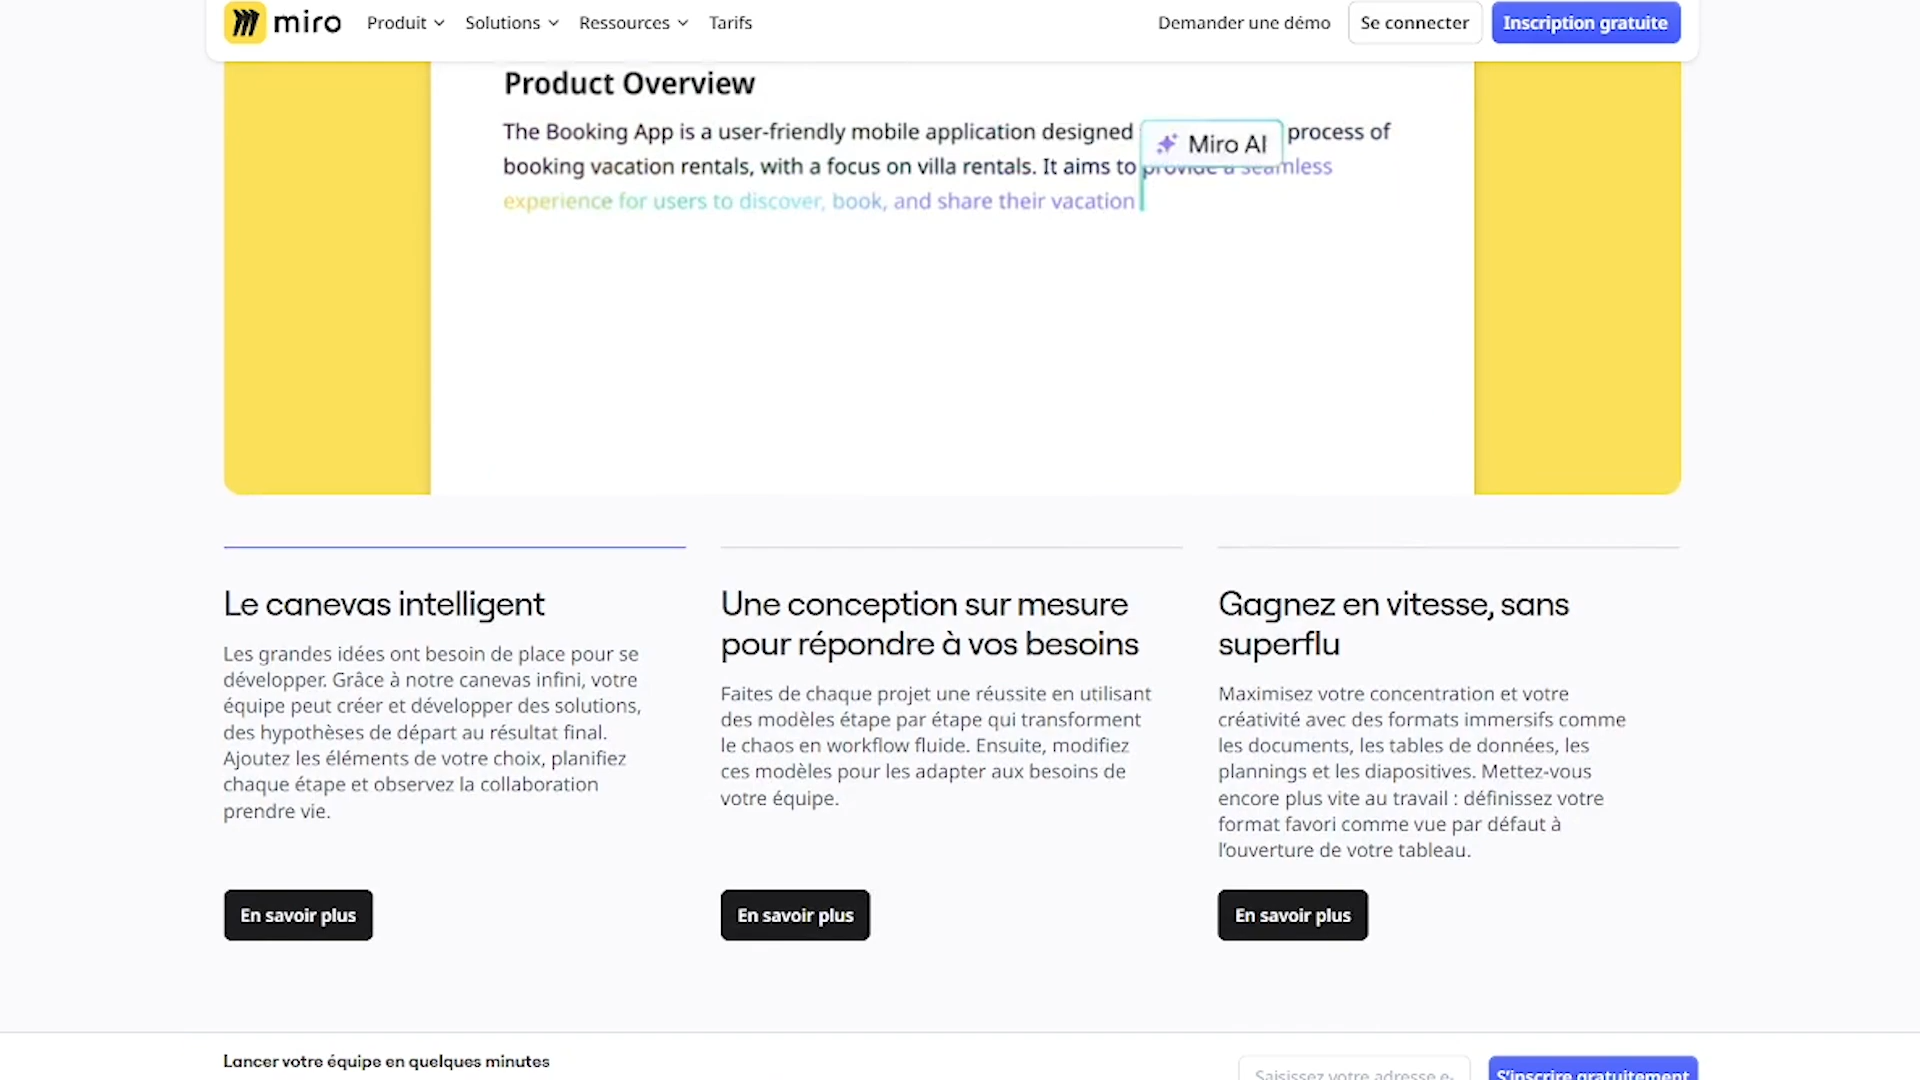 miro Produit Solutions Ressources Tarifs Demander une démo Se connecter Inscription gratuite
Product Overview
The Booking App is a user-friendly mobile application designed process of
Miro AI
booking vacation rentals, with a focus on villa rentals. It aims to provide a seamless
experience for users to discover, book, and share their vacation
Le canevas intelligent
Les grandes idées ont besoin de place pour se
développer. Grâce à notre canevas infini, votre
équipe peut créer et développer des solutions,
des hypothèses de départ au résultat final.
Ajoutez les éléments de votre choix, planifiez
chaque étape et observez la collaboration
prendre vie.
En savoir plus
Une conception sur mesure
pour répondre à vos besoins
Faites de chaque projet une réussite en utilisant
des modèles étape par étape qui transforment
le chaos en workflow fluide. Ensuite, modifiez
ces modèles pour les adapter aux besoins de
votre équipe.
En savoir plus
Gagnez en vitesse, sans
superflu
Maximisez votre concentration et votre
créativité avec des formats immersifs comme
les documents, les tables de données, les
plannings et les diapositives. Mettez-vous
encore plus vite au travail : définissez votre
format favori comme vue par défaut à
l'ouverture de votre tableau.
En savoir plus
Lancer votre équipe en quelques minutes
Saisissez votre adresse e-
S'inscrire gratuitement